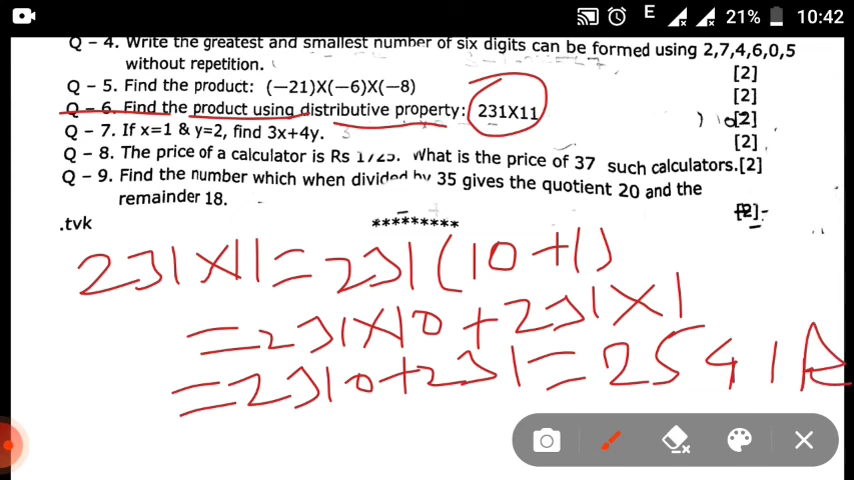 E 21% 10:42
Q – 4. Write the greatest and smallest number of six digits can be formed using 2,7,4,6,0,5
without repetition. [2]
Q – 5. Find the product: (−21)X(−6)X(−8) [2]
Q – 6. Find the product using distributive property: 231X11 [2]
Q – 7. If x=1 & y=2, find 3x+4y. [2]
Q – 8. The price of a calculator is Rs 1725. What is the price of 37 such calculators.[2]
Q – 9. Find the number which when divided by 35 gives the quotient 20 and the
remainder 18. [2]
.tvk *********
231X11=231(10+1)
=231X10+231X1
=2310+231=2541